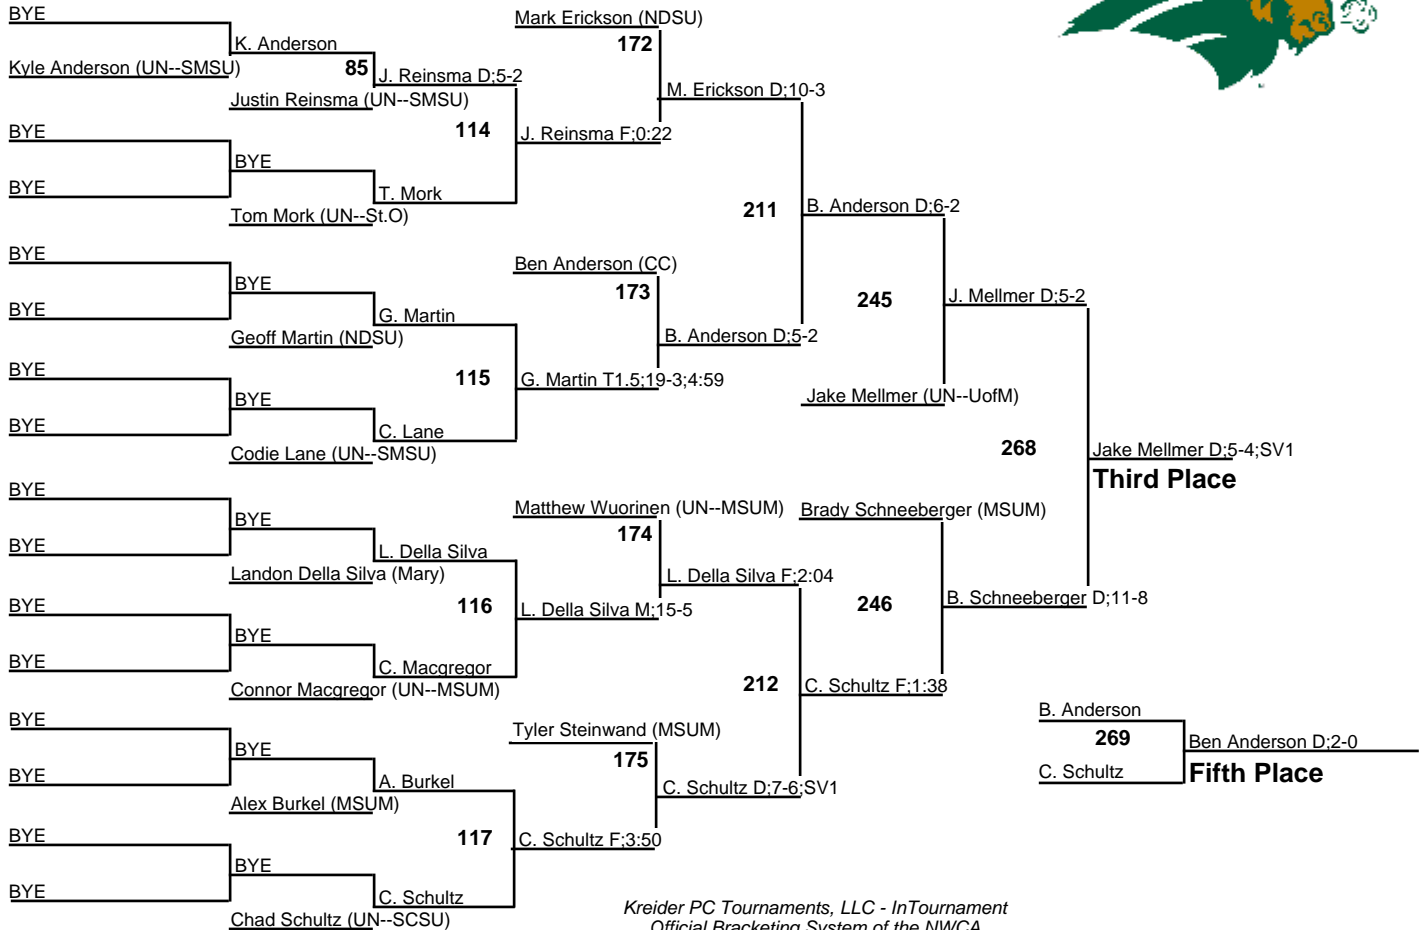 BYE
Mark Erickson (NDSU)
K. Anderson
172
Kyle Anderson (UN--SMSU)
85
J. Reinsma D;5-2
M. Erickson D;10-3
Justin Reinsma (UN--SMSU)
BYE
114
J. Reinsma F;0:22
BYE
BYE
T. Mork
Tom Mork (UN--St.O)
211
B. Anderson D;6-2
BYE
Ben Anderson (CC)
BYE
173
245
J. Mellmer D;5-2
BYE
G. Martin
Geoff Martin (NDSU)
B. Anderson D;5-2
BYE
115
G. Martin T1.5;19-3;4:59
BYE
Jake Mellmer (UN--UofM)
BYE
C. Lane
Codie Lane (UN--SMSU)
268
Jake Mellmer D;5-4;SV1
Third Place
BYE
Matthew Wuorinen (UN--MSUM)
Brady Schneeberger (MSUM)
BYE
174
BYE
L. Della Silva
Landon Della Silva (Mary)
L. Della Silva F;2:04
BYE
116
L. Della Silva M;15-5
246
B. Schneeberger D;11-8
BYE
BYE
C. Macgregor
Connor Macgregor (UN--MSUM)
212
C. Schultz F;1:38
BYE
Tyler Steinwand (MSUM)
B. Anderson
BYE
175
269
Ben Anderson D;2-0
BYE
A. Burkel
C. Schultz
Fifth Place
Alex Burkel (MSUM)
C. Schultz D;7-6;SV1
BYE
117
C. Schultz F;3:50
BYE
BYE
C. Schultz
Chad Schultz (UN--SCSU)
Kreider PC Tournaments, LLC - InTournament
Official Bracketing System of the NWCA